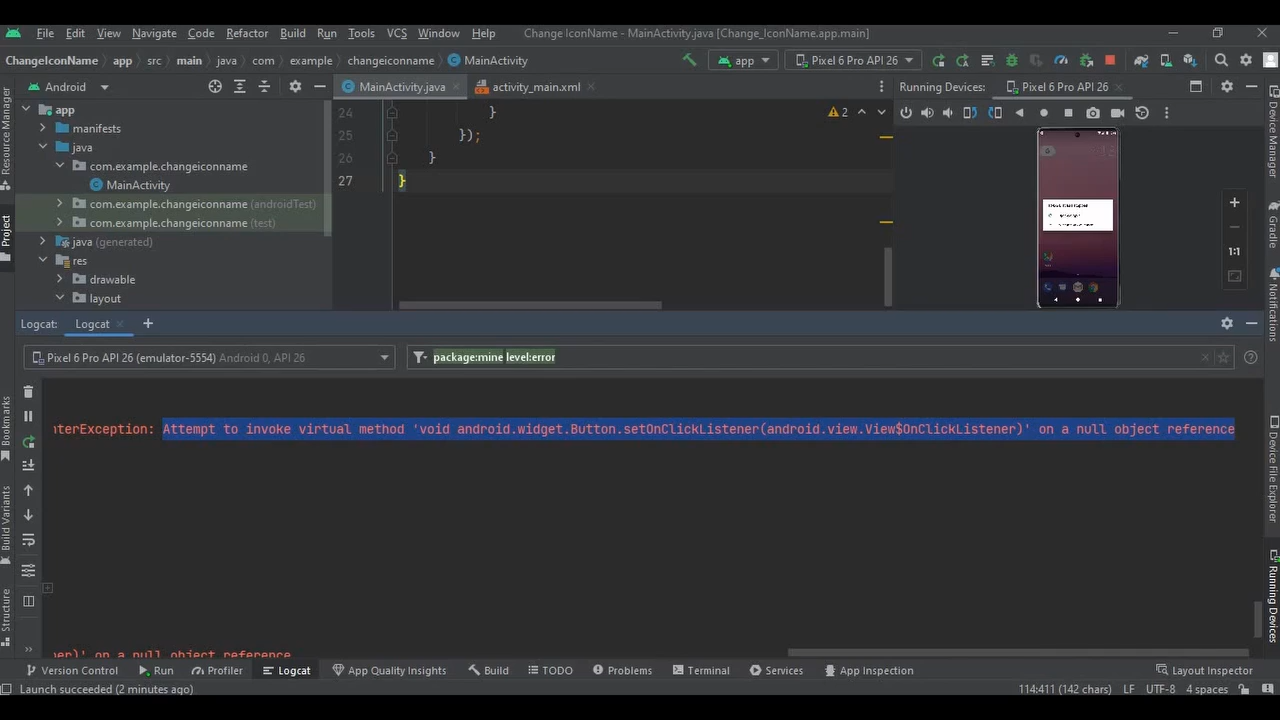 File Edit View Navigate Code Refactor Build Run Tools VCS Window Help Change_IconName - MainActivity.java [Change_IconName.app.main]
ChangeIconName app src main java com example changeiconname MainActivity app Pixel 6 Pro API 26
Android MainActivity.java activity_main.xml Running Devices: Pixel 6 Pro API 26
Resource Manager
Project
Bookmarks
Build Variants
Structure
app
manifests
java
com.example.changeiconname
MainActivity
com.example.changeiconname (androidTest)
com.example.changeiconname (test)
java (generated)
res
drawable
layout
24 }
25 });
26 }
27 }
2
1:1
Device Manager
Gradle
Notifications
Device File Explorer
Running Devices
Logcat: Logcat
Pixel 6 Pro API 26 (emulator-5554) Android 0, API 26 package:mine level:error
nterException: Attempt to invoke virtual method 'void android.widget.Button.setOnClickListener(android.view.View$OnClickListener)' on a null object reference
er)' on a null object reference
Version Control Run Profiler Logcat App Quality Insights Build TODO Problems Terminal Services App Inspection Layout Inspector
Launch succeeded (2 minutes ago) 114:411 (142 chars) LF UTF-8 4 spaces